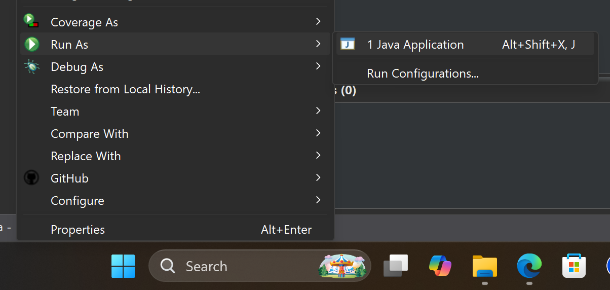 Coverage As
Run As
1 Java Application Alt+Shift+X, J
Debug As
Run Configurations...
Restore from Local History...
(0)
Team
Compare With
Replace With
GitHub
Configure
Properties Alt+Enter
Search